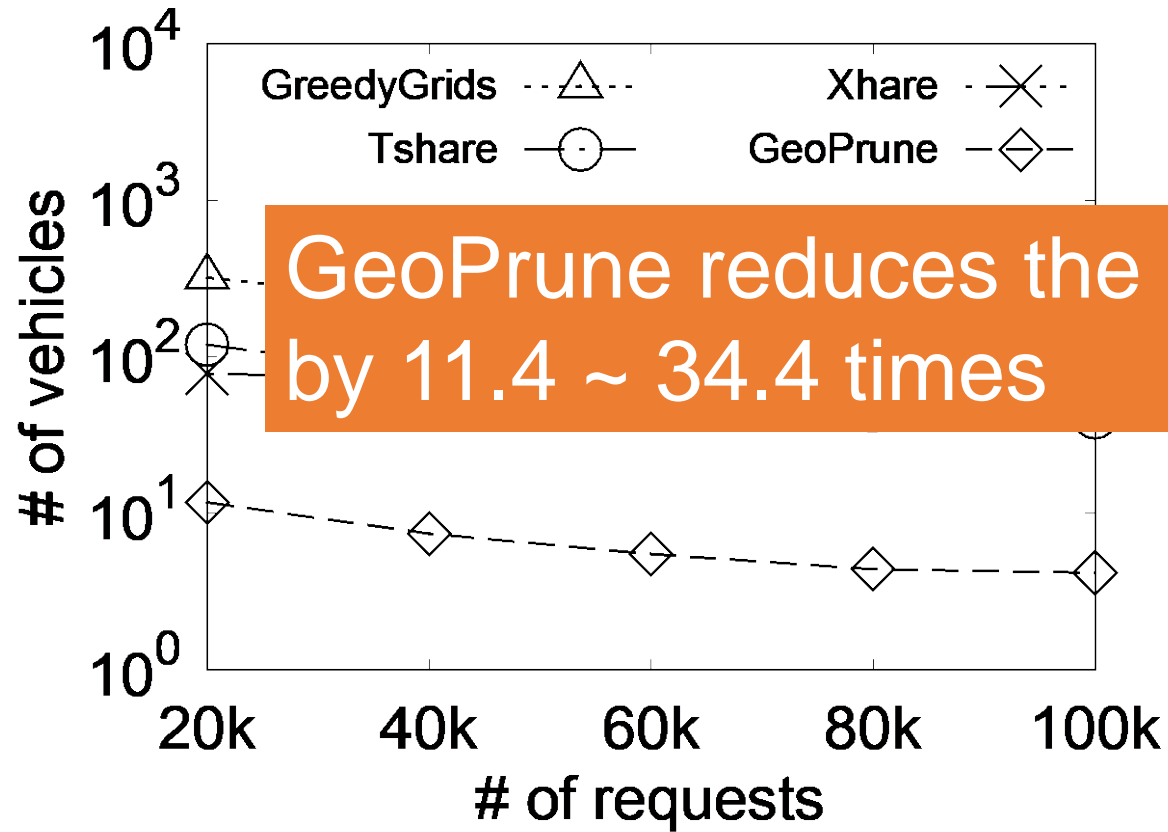 10^4
GreedyGrids
Xhare
Tshare
GeoPrune
10^3
GeoPrune reduces the
by 11.4 ~ 34.4 times
10^2
10^1
10^0
# of vehicles
20k 40k 60k 80k 100k
# of requests